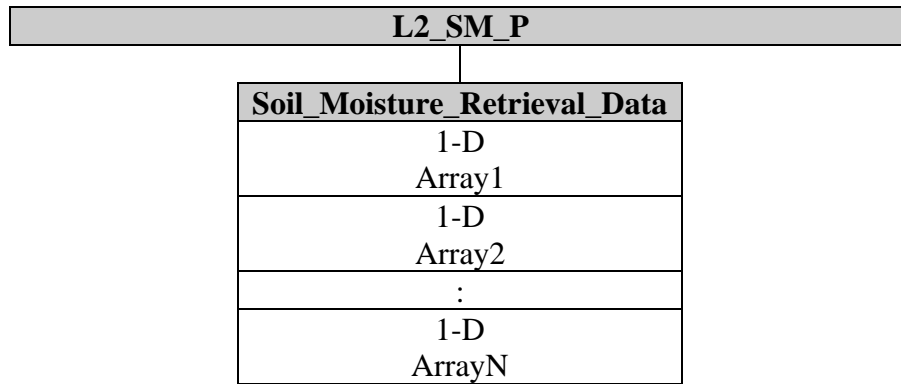 L2_SM_P
Soil_Moisture_Retrieval_Data
1-D
Array1
1-D
Array2
:
1-D
ArrayN